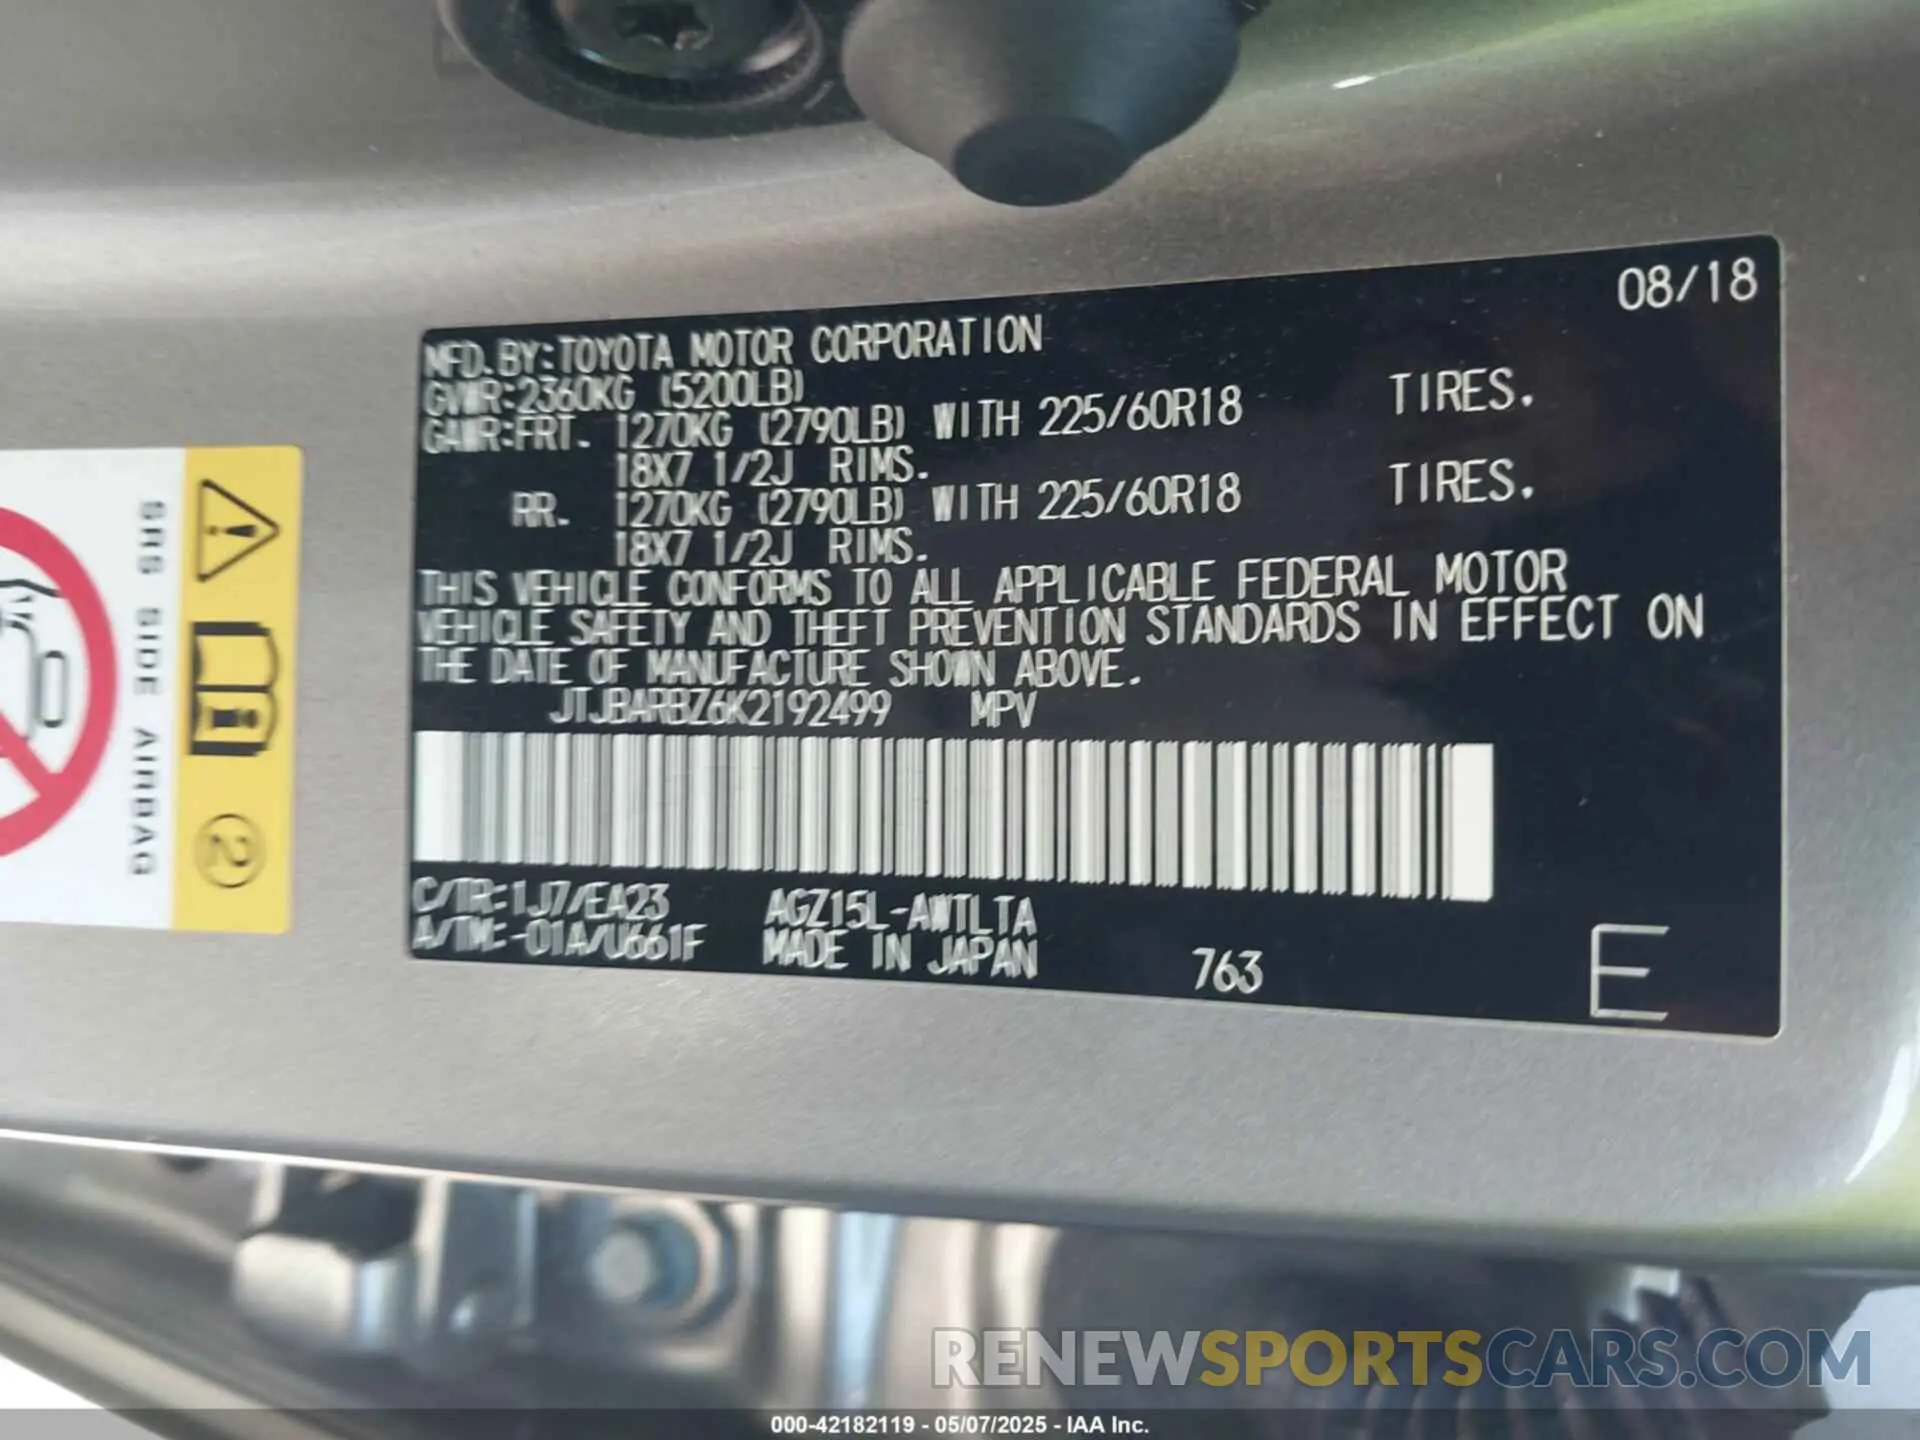 08/18
MFD. BY: TOYOTA MOTOR CORPORATION
GVWR: 2360KG (5200LB)
GAWR: FRT. 1270KG (2790LB) WITH 225/60R18 TIRES.
18X7 1/2J RIMS.
RR. 1270KG (2790LB) WITH 225/60R18 TIRES.
18X7 1/2J RIMS.
THIS VEHICLE CONFORMS TO ALL APPLICABLE FEDERAL MOTOR
VEHICLE SAFETY AND THEFT PREVENTION STANDARDS IN EFFECT ON
THE DATE OF MANUFACTURE SHOWN ABOVE.
JTJBARBZ6K2192499 MPV
C/TR: 1J7/EA23 AGZ15L-AWTLTA
A/TM: -01A/U661F MADE IN JAPAN 763
E
SRS SIDE AIRBAG
2
RENEWSPORTSCARS.COM
000-42182119 - 05/07/2025 - IAA Inc.